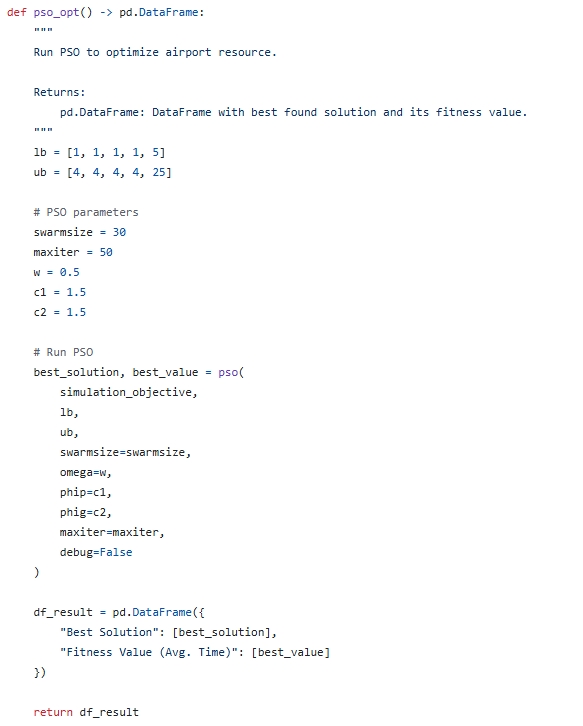 def pso_opt() -> pd.DataFrame:
    """
    Run PSO to optimize airport resource.

    Returns:
        pd.DataFrame: DataFrame with best found solution and its fitness value.
    """
    lb = [1, 1, 1, 1, 5]
    ub = [4, 4, 4, 4, 25]

    # PSO parameters
    swarmsize = 30
    maxiter = 50
    w = 0.5
    c1 = 1.5
    c2 = 1.5

    # Run PSO
    best_solution, best_value = pso(
        simulation_objective,
        lb,
        ub,
        swarmsize=swarmsize,
        omega=w,
        phip=c1,
        phig=c2,
        maxiter=maxiter,
        debug=False
    )

    df_result = pd.DataFrame({
        "Best Solution": [best_solution],
        "Fitness Value (Avg. Time)": [best_value]
    })

    return df_result